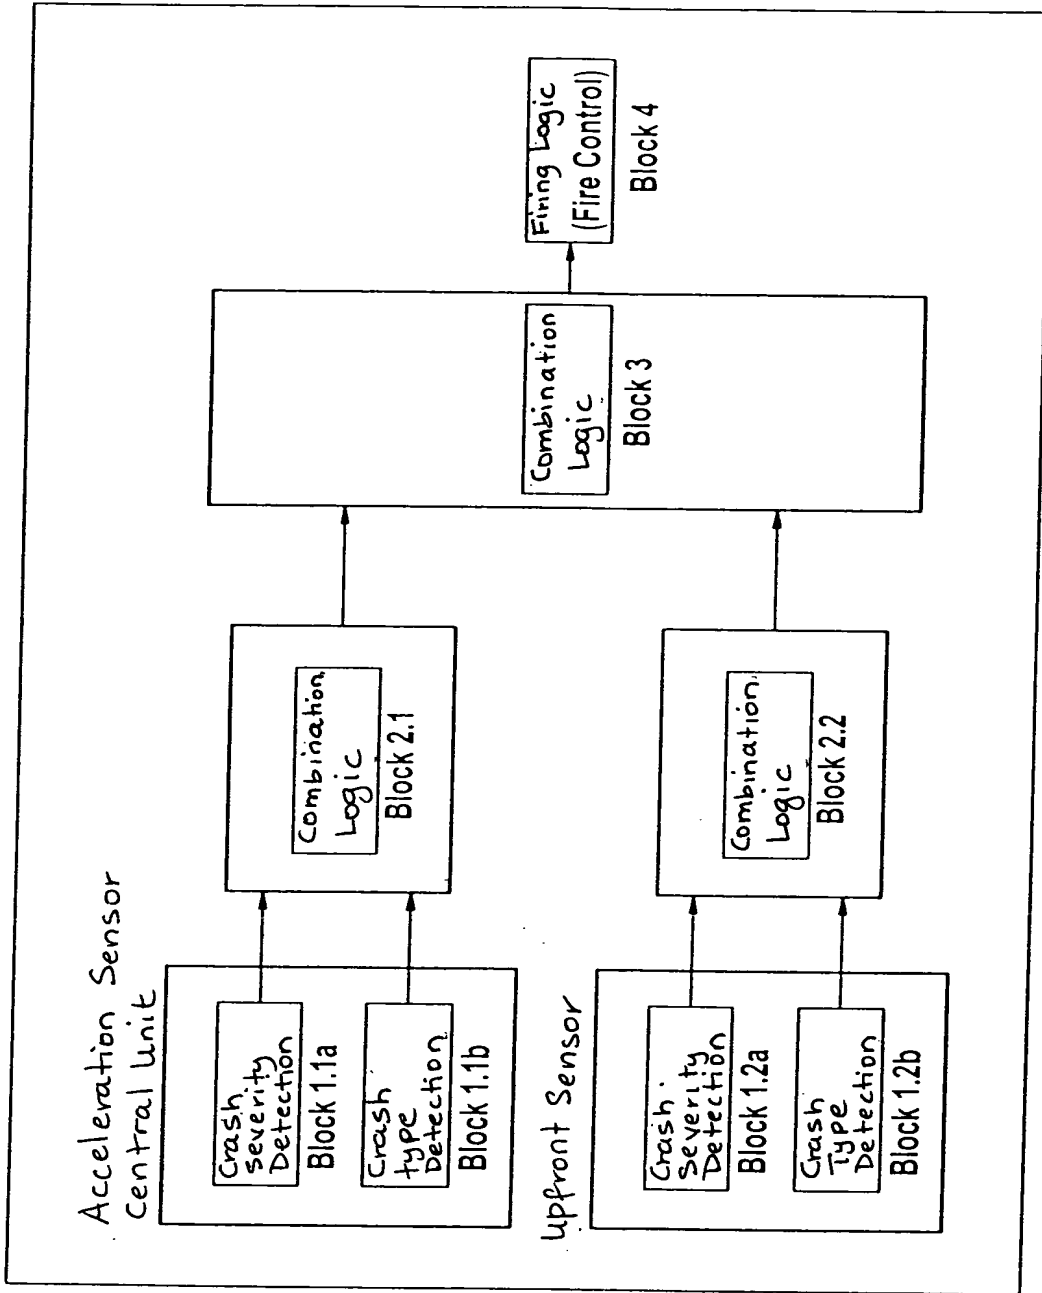 Acceleration Sensor
Central Unit
Crash
Severity
Detection
Block 1.1a
Crash
type
Detection
Block 1.1b
Combination
Logic
Block 2.1
Upfront Sensor
Crash
Severity
Detection
Block 1.2a
Crash
Type
Detection
Block 1.2b
Combination
Logic
Block 2.2
Combination
Logic
Block 3
Firing Logic
(Fire Control)
Block 4